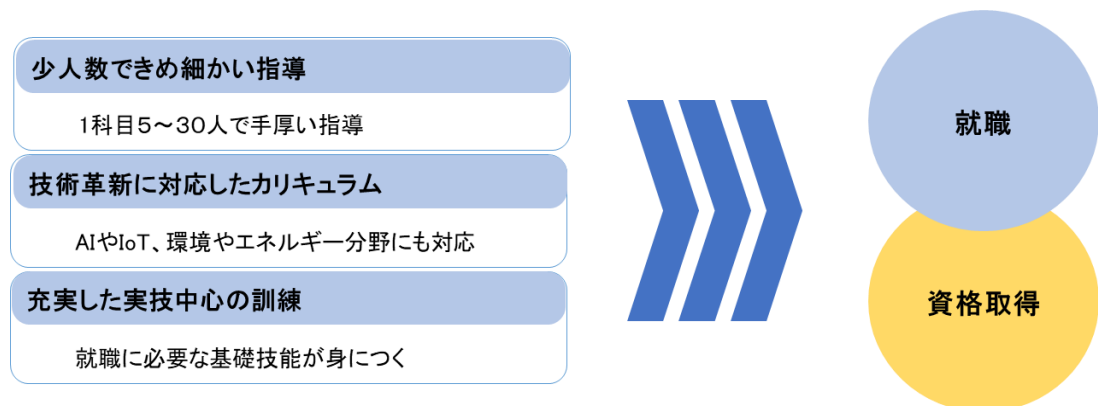 少人数できめ細かい指導
1科目5～30人で手厚い指導
技術革新に対応したカリキュラム
AIやIoT、環境やエネルギー分野にも対応
充実した実技中心の訓練
就職に必要な基礎技能が身につく
就職
資格取得